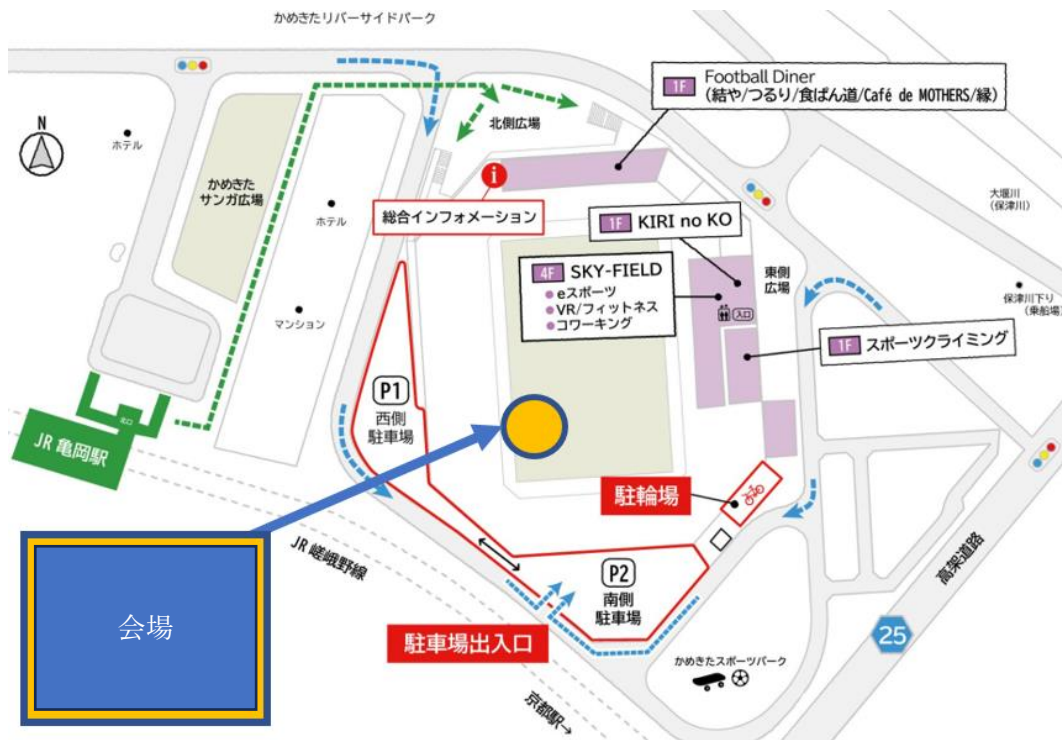 かめきたリバーサイドパーク
1F Football Diner
(結や/つるり/食ぱん道/Café de MOTHERS/縁)
N
ホテル
北側広場
かめきた
サンガ広場
i
ホテル
総合インフォメーション
大堰川
(保津川)
1F KIRI no KO
4F SKY-FIELD
eスポーツ
VR/フィットネス
コワーキング
東側
広場
入口
保津川下り
(乗船場)
マンション
1F スポーツクライミング
P1
西側
駐車場
北口
JR 亀岡駅
駐輪場
JR 嵯峨野線
P2
南側
駐車場
高架道路
会場
駐車場出入口
25
かめきたスポーツパーク
京都駅→